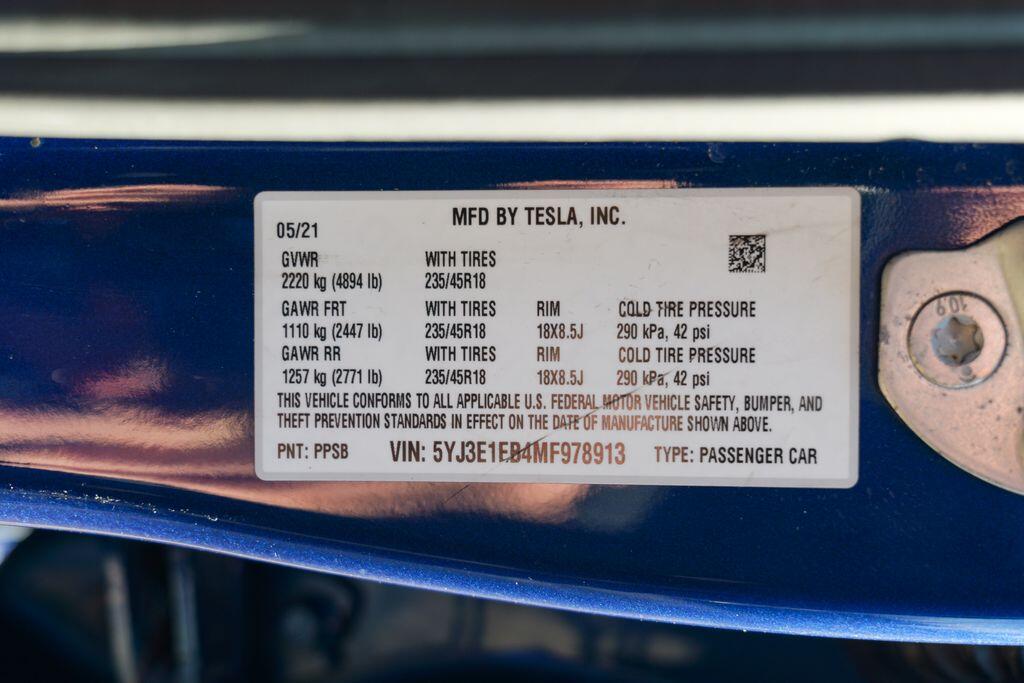 MFD BY TESLA, INC.
05/21
GVWR WITH TIRES
2220 kg (4894 lb) 235/45R18
GAWR FRT WITH TIRES RIM COLD TIRE PRESSURE
1110 kg (2447 lb) 235/45R18 18X8.5J 290 kPa, 42 psi
GAWR RR WITH TIRES RIM COLD TIRE PRESSURE
1257 kg (2771 lb) 235/45R18 18X8.5J 290 kPa, 42 psi
THIS VEHICLE CONFORMS TO ALL APPLICABLE U.S. FEDERAL MOTOR VEHICLE SAFETY, BUMPER, AND
THEFT PREVENTION STANDARDS IN EFFECT ON THE DATE OF MANUFACTURE SHOWN ABOVE.
PNT: PPSB VIN: 5YJ3E1EB4MF978913 TYPE: PASSENGER CAR
10.9